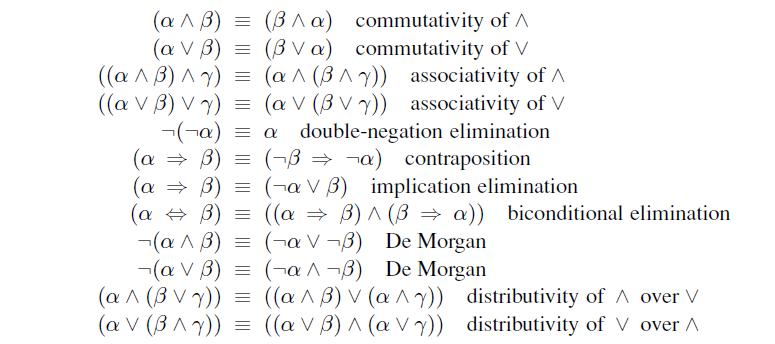 (α ∧ β) ≡ (β ∧ α) commutativity of ∧
(α ∨ β) ≡ (β ∨ α) commutativity of ∨
((α ∧ β) ∧ γ) ≡ (α ∧ (β ∧ γ)) associativity of ∧
((α ∨ β) ∨ γ) ≡ (α ∨ (β ∨ γ)) associativity of ∨
¬(¬α) ≡ α double-negation elimination
(α ⇒ β) ≡ (¬β ⇒ ¬α) contraposition
(α ⇒ β) ≡ (¬α ∨ β) implication elimination
(α ⇔ β) ≡ ((α ⇒ β) ∧ (β ⇒ α)) biconditional elimination
¬(α ∧ β) ≡ (¬α ∨ ¬β) De Morgan
¬(α ∨ β) ≡ (¬α ∧ ¬β) De Morgan
(α ∧ (β ∨ γ)) ≡ ((α ∧ β) ∨ (α ∧ γ)) distributivity of ∧ over ∨
(α ∨ (β ∧ γ)) ≡ ((α ∨ β) ∧ (α ∨ γ)) distributivity of ∨ over ∧